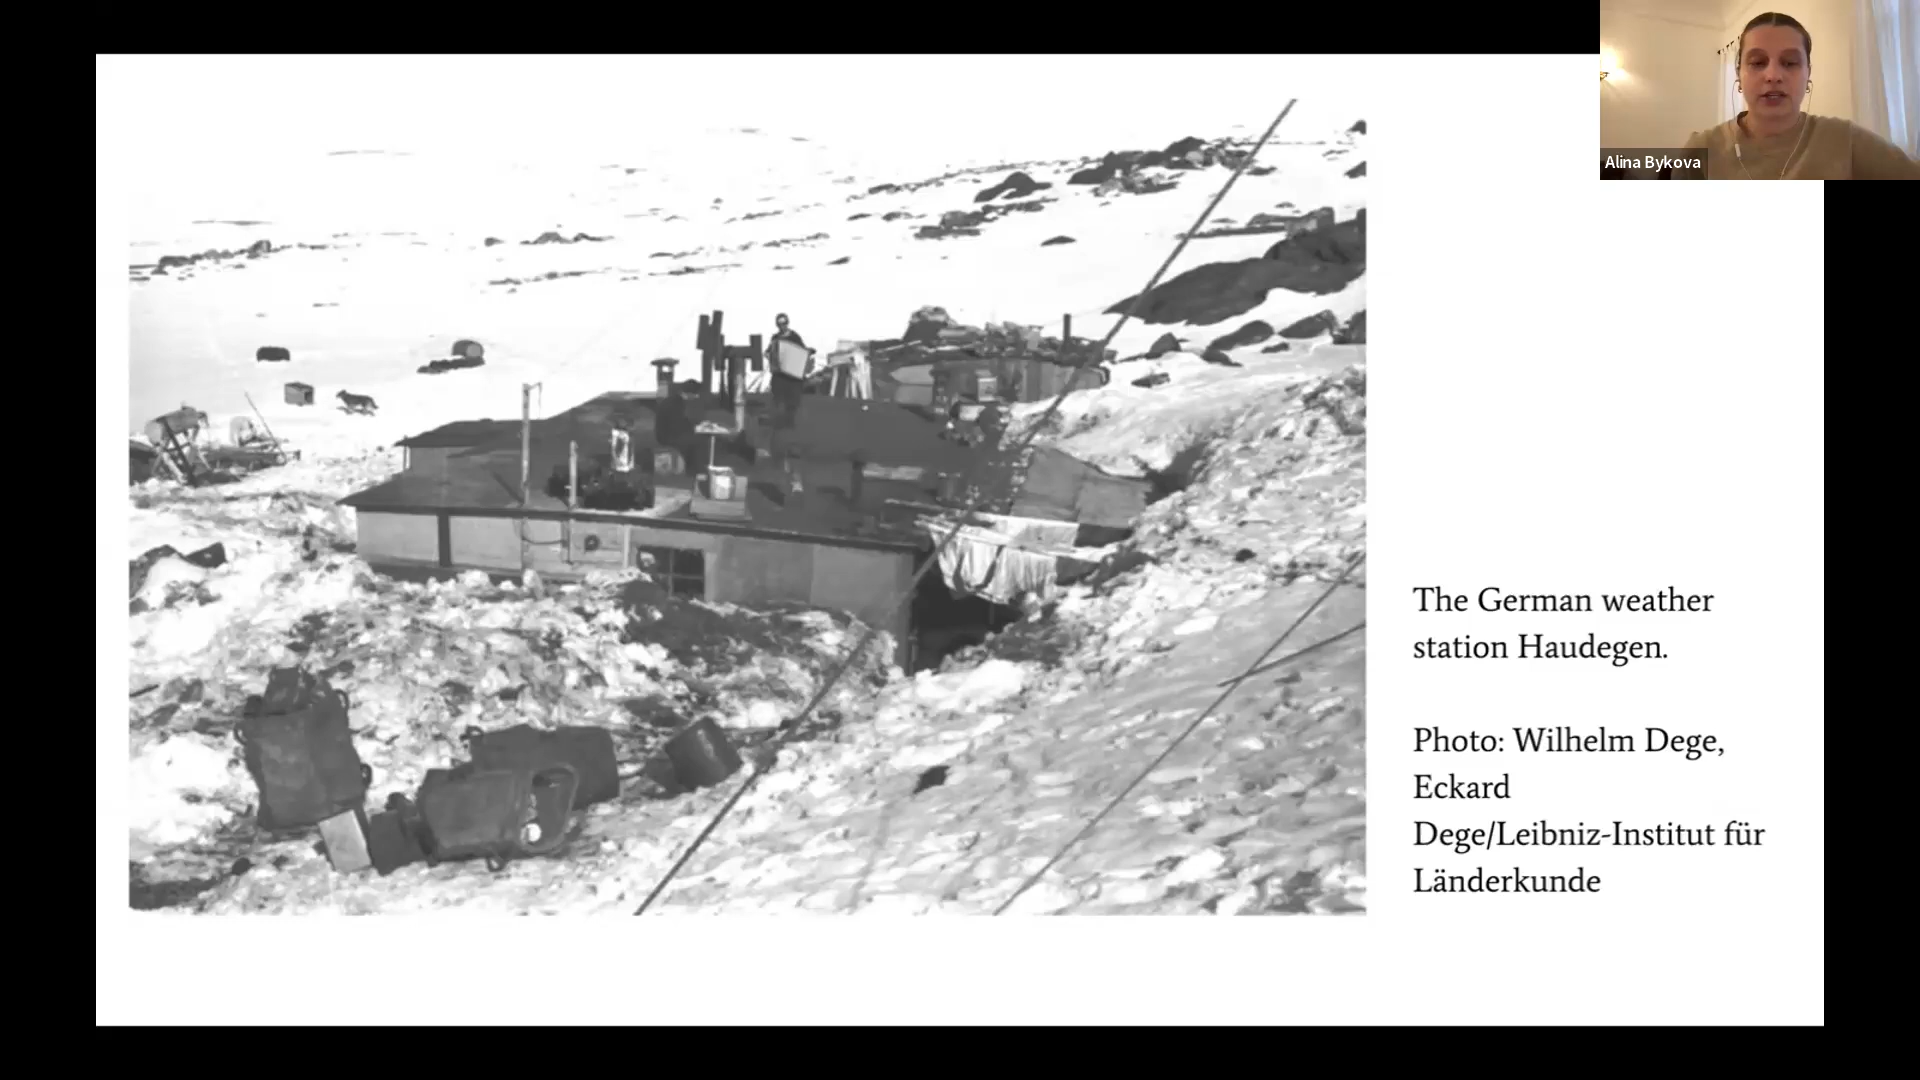 Alina Bykova
The German weather
station Haudegen.
Photo: Wilhelm Dege,
Eckard
Dege/Leibniz-Institut für
Länderkunde